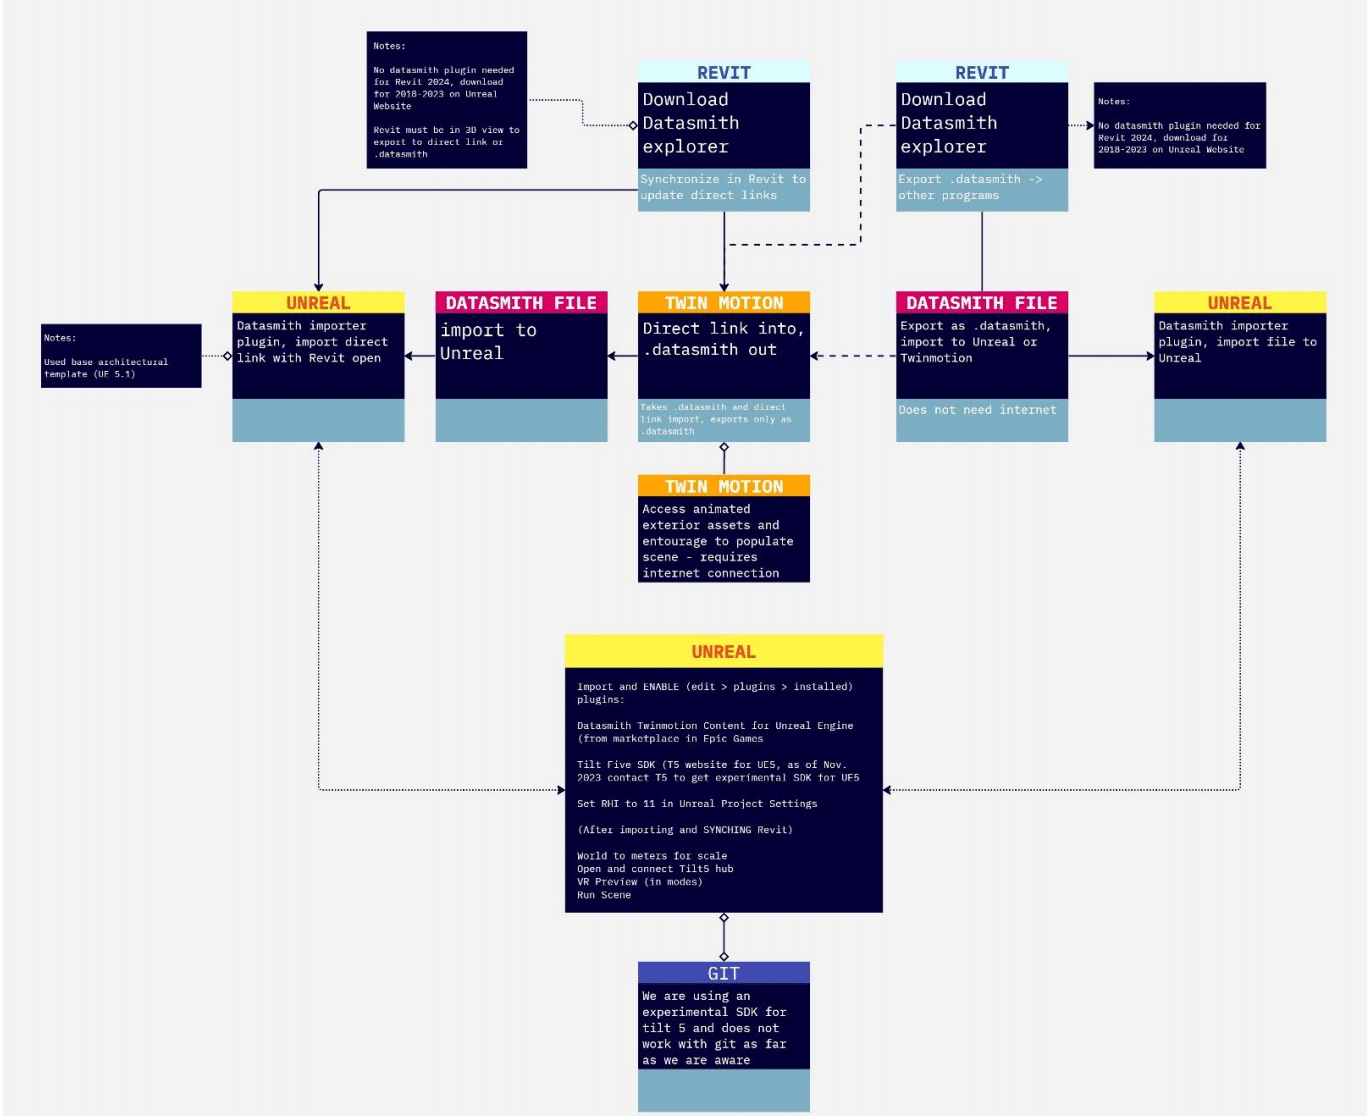 Notes:
No datasmith plugin needed
for Revit 2024, download
for 2018-2023 on Unreal
Website
Revit must be in 3D view to
export to direct link or
.datasmith
REVIT
Download
Datasmith
explorer
Synchronize in Revit to
update direct links
REVIT
Download
Datasmith
explorer
Export .datasmith ->
other programs
Notes:
No datasmith plugin needed for
Revit 2024, download for
2018-2023 on Unreal Website
Notes:
Used base architectural
template (UE 5.1)
UNREAL
Datasmith importer
plugin, import direct
link with Revit open
DATASMITH FILE
import to
Unreal
TWIN MOTION
Direct link into,
.datasmith out
Takes .datasmith and direct
link import, exports only as
.datasmith
DATASMITH FILE
Export as .datasmith,
import to Unreal or
Twinmotion
Does not need internet
UNREAL
Datasmith importer
plugin, import file to
Unreal
TWIN MOTION
Access animated
exterior assets and
entourage to populate
scene - requires
internet connection
UNREAL
Import and ENABLE (edit > plugins > installed)
plugins:
Datasmith Twinmotion Content for Unreal Engine
(from marketplace in Epic Games
Tilt Five SDK (T5 website for UE5, as of Nov.
2023 contact T5 to get experimental SDK for UE5
Set RHI to 11 in Unreal Project Settings
(After importing and SYNCHING Revit)
World to meters for scale
Open and connect Tilt5 hub
VR Preview (in modes)
Run Scene
GIT
We are using an
experimental SDK for
tilt 5 and does not
work with git as far
as we are aware